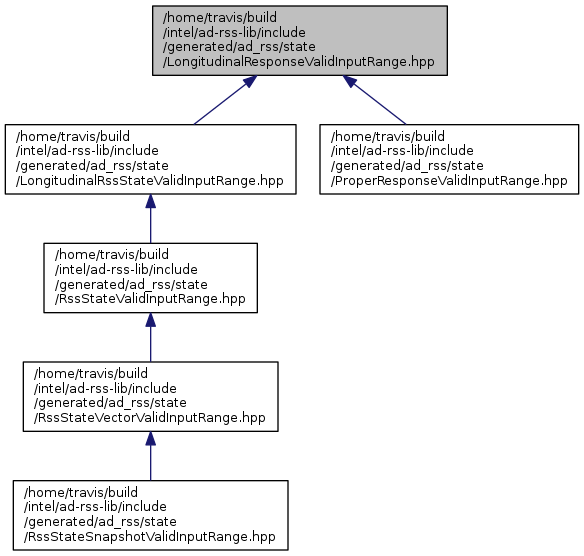 /home/travis/build
/intel/ad-rss-lib/include
/generated/ad_rss/state
/LongitudinalResponseValidInputRange.hpp
/home/travis/build
/intel/ad-rss-lib/include
/generated/ad_rss/state
/LongitudinalRssStateValidInputRange.hpp
/home/travis/build
/intel/ad-rss-lib/include
/generated/ad_rss/state
/ProperResponseValidInputRange.hpp
/home/travis/build
/intel/ad-rss-lib/include
/generated/ad_rss/state
/RssStateValidInputRange.hpp
/home/travis/build
/intel/ad-rss-lib/include
/generated/ad_rss/state
/RssStateVectorValidInputRange.hpp
/home/travis/build
/intel/ad-rss-lib/include
/generated/ad_rss/state
/RssStateSnapshotValidInputRange.hpp